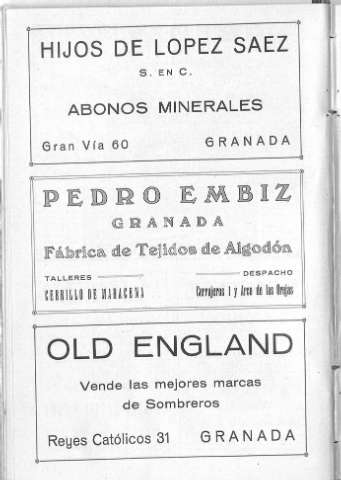 HIJOS DE LOPEZ SAEZ
S. EN C.
ABONOS MINERALES
Gran Vía 60 GRANADA
PEDRO EMBIZ
GRANADA
Fábrica de Tejidos de Algodón
TALLERES DESPACHO
CERRILLO DE MARACENA Cerrajeros 1 y Arco de las Orejas
OLD ENGLAND
Vende las mejores marcas
de Sombreros
Reyes Católicos 31 GRANADA